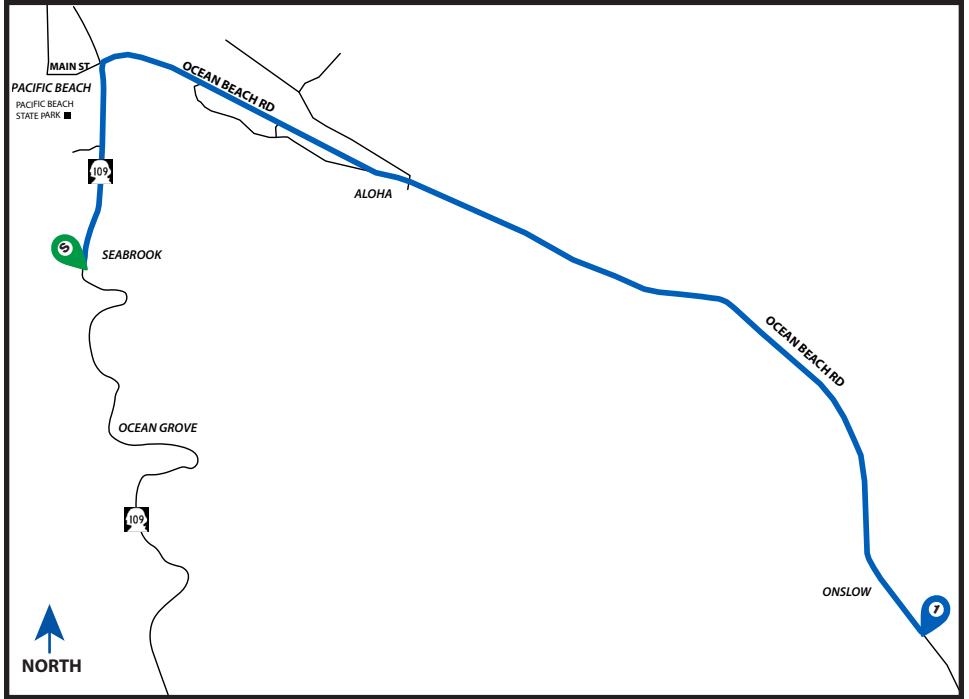 MAIN ST
PACIFIC BEACH
PACIFIC BEACH
STATE PARK
OCEAN BEACH RD
109
ALOHA
S
SEABROOK
OCEAN BEACH RD
OCEAN GROVE
109
ONSLOW
1
NORTH